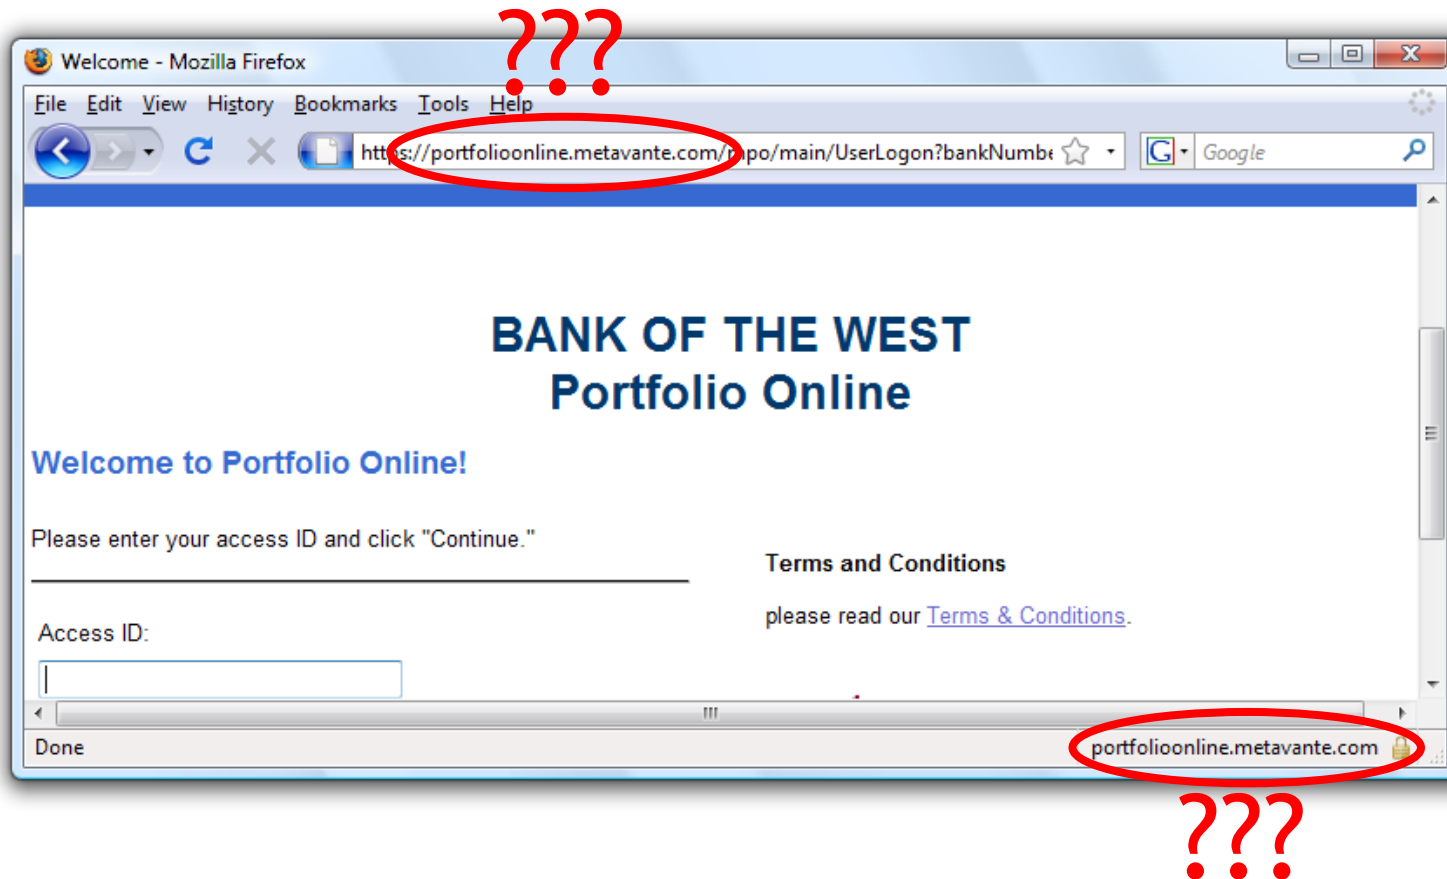 ???
Welcome - Mozilla Firefox
File Edit View History Bookmarks Tools Help
https://portfolioonline.metavante.com/mpo/main/UserLogon?bankNumbe
G Google
BANK OF THE WEST
Portfolio Online
Welcome to Portfolio Online!
Please enter your access ID and click "Continue."
Terms and Conditions
please read our Terms & Conditions.
Access ID:
Done
portfolioonline.metavante.com
???